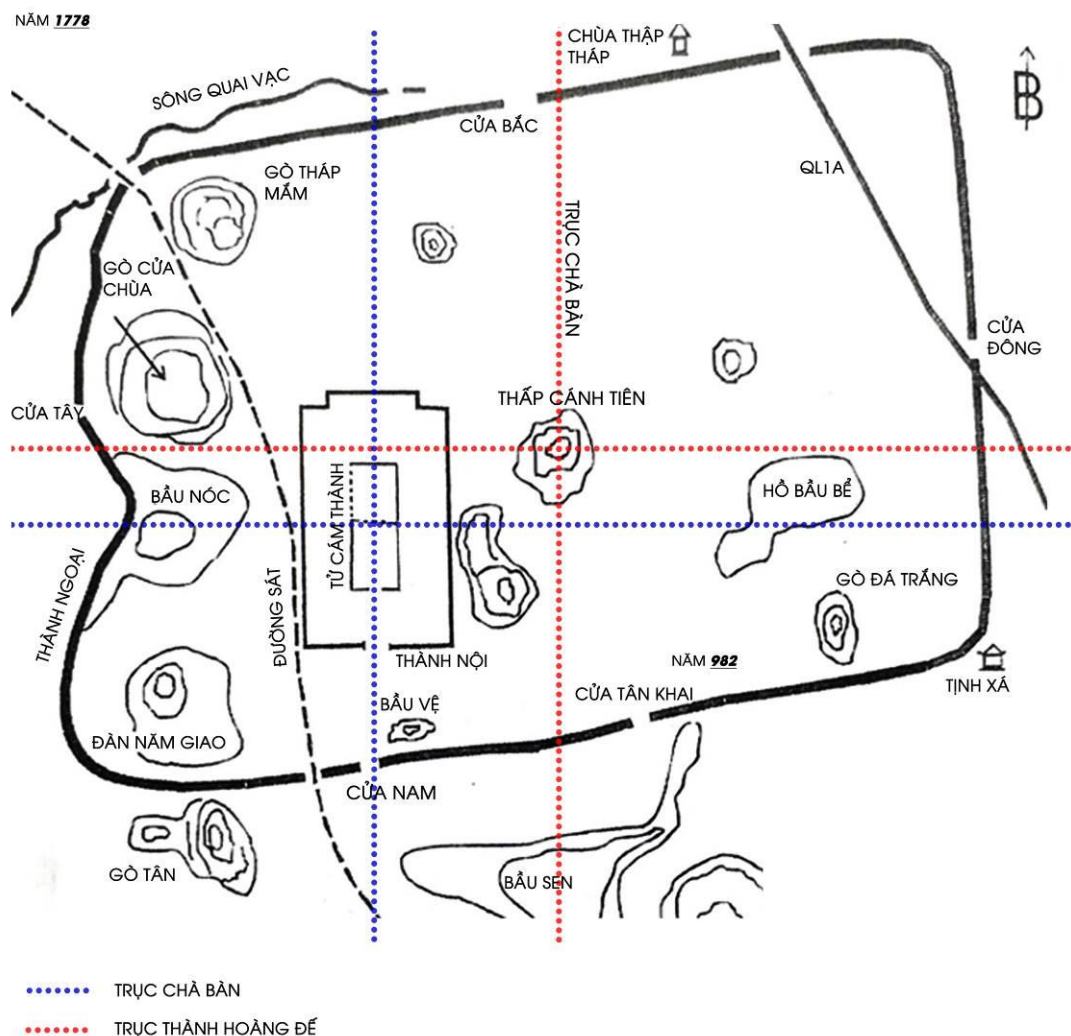 NĂM 1778
CHÙA THẬP
THÁP
B
SÔNG QUAI VẠC
CỬA BẮC
GÒ THÁP
MẮM
QL1A
TRỤC CHÀ BÀN
GÒ CỬA
CHÙA
CỬA
ĐÔNG
THẤP CÁNH TIÊN
CỬA TÂY
BẦU NÓC
HỒ BẦU BỂ
TỬ CÁM THÀNH
THÀNH NGOẠI
ĐƯỜNG SÁT
GÒ ĐÁ TRẮNG
THÀNH NỘI
NĂM 982
TỊNH XÁ
CỬA TÂN KHAI
BẦU VỆ
ĐÀN NĂM GIAO
CỬA NAM
GÒ TÂN
BẦU SEN
TRỤC CHÀ BÀN
TRỤC THÀNH HOÀNG ĐẾ